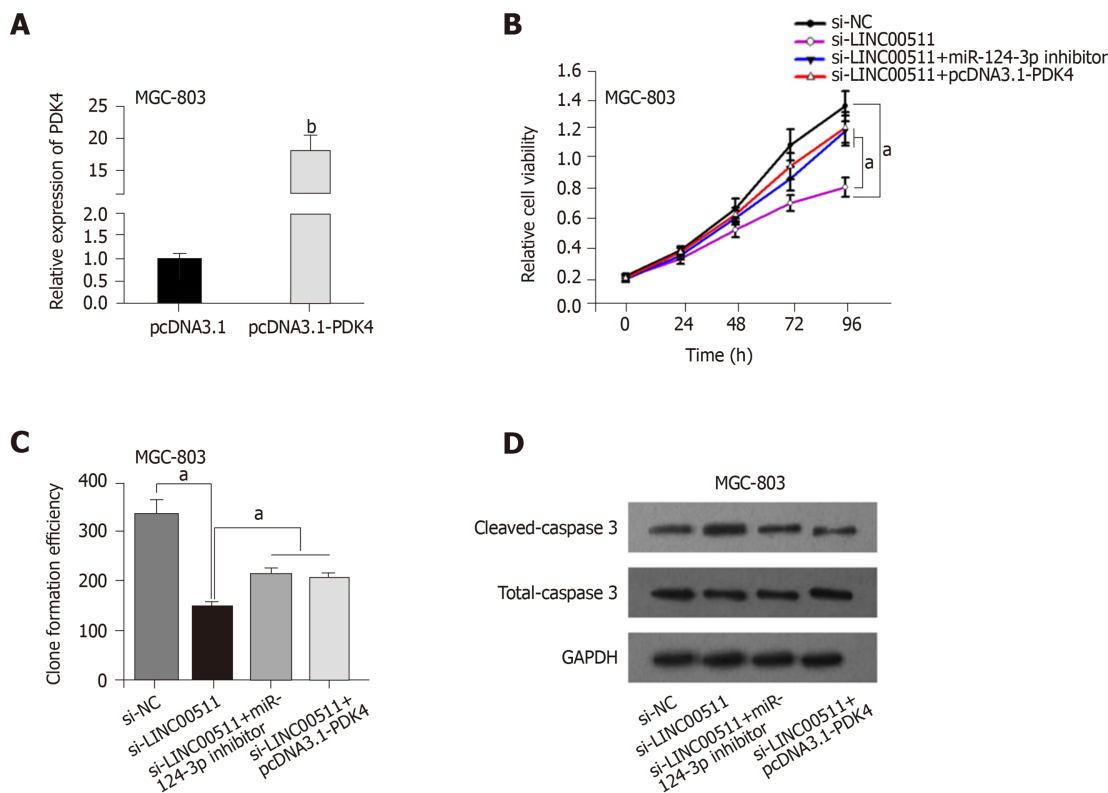 A
MGC-803
Relative expression of PDK4
25
20
15
2.0
1.5
1.0
0.5
0.0
b
pcDNA3.1
pcDNA3.1-PDK4
B
si-NC
si-LINC00511
si-LINC00511+miR-124-3p inhibitor
si-LINC00511+pcDNA3.1-PDK4
MGC-803
Relative cell viability
1.6
1.4
1.2
1.0
0.8
0.6
0.4
0.2
0.0
a
a
0
24
48
72
96
Time (h)
C
MGC-803
Clone formation efficiency
400
300
200
100
0
a
a
si-NC
si-LINC00511
si-LINC00511+miR-
124-3p inhibitor
si-LINC00511+
pcDNA3.1-PDK4
D
MGC-803
Cleaved-caspase 3
Total-caspase 3
GAPDH
si-NC
si-LINC00511
si-LINC00511+miR-
124-3p inhibitor
si-LINC00511+
pcDNA3.1-PDK4